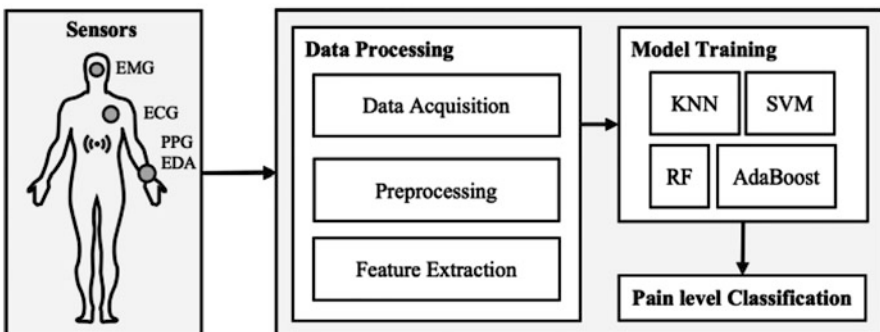 Sensors
EMG
ECG
PPG
EDA
Data Processing
Data Acquisition
Preprocessing
Feature Extraction
Model Training
KNN
SVM
RF
AdaBoost
Pain level Classification